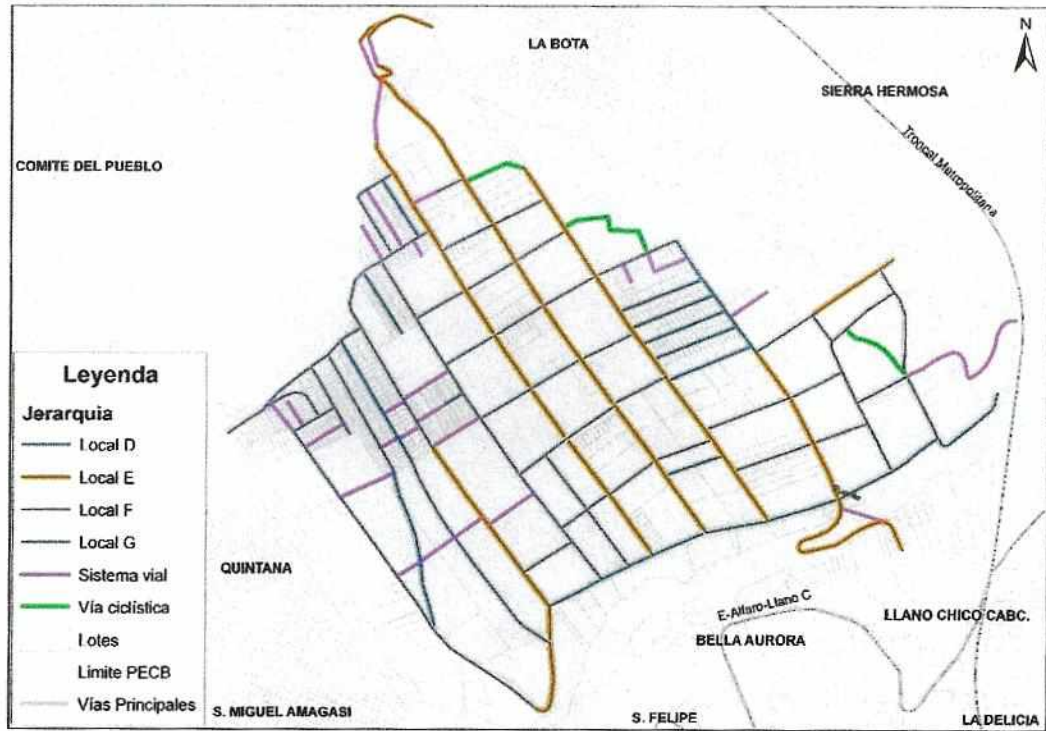 LA BOTA
N
SIERRA HERMOSA
Troncal Metropolitana
COMITE DEL PUEBLO
Leyenda
Jerarquia
Local D
Local E
Local F
Local G
Sistema vial
Vía ciclística
Lotes
Limite PECB
Vías Principales
QUINTANA
E-Alfaro-Llano C
LLANO CHICO CABC.
BELLA AURORA
S. MIGUEL AMAGASI
S. FELIPE
LA DELICIA